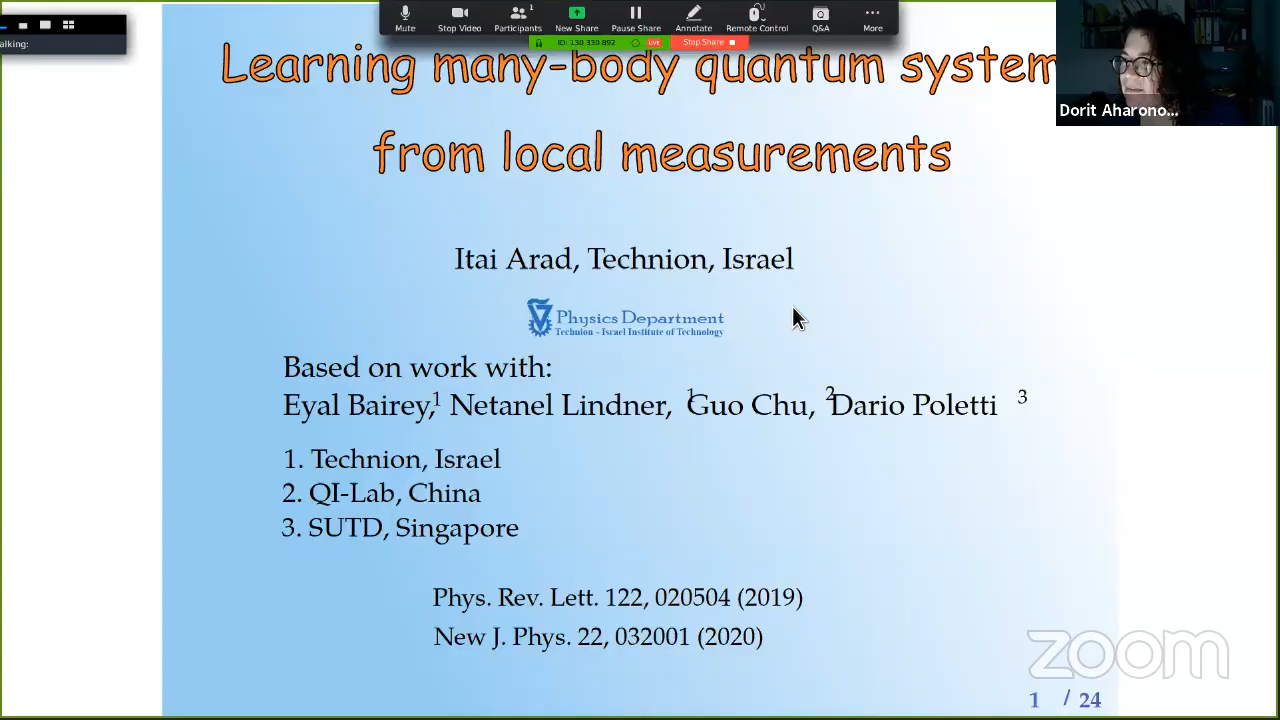 Mute Stop Video Participants 1 New Share Pause Share Annotate Remote Control Q&A More
alking:
ID: 130 330 892 LIVE Stop Share
Learning many-body quantum system
from local measurements
Dorit Aharono...
Itai Arad, Technion, Israel
Physics Department
Technion - Israel Institute of Technology
Based on work with:
Eyal Bairey,1 Netanel Lindner, 1 Guo Chu, 2 Dario Poletti 3
1. Technion, Israel
2. QI-Lab, China
3. SUTD, Singapore
Phys. Rev. Lett. 122, 020504 (2019)
New J. Phys. 22, 032001 (2020)
zoom
1 / 24